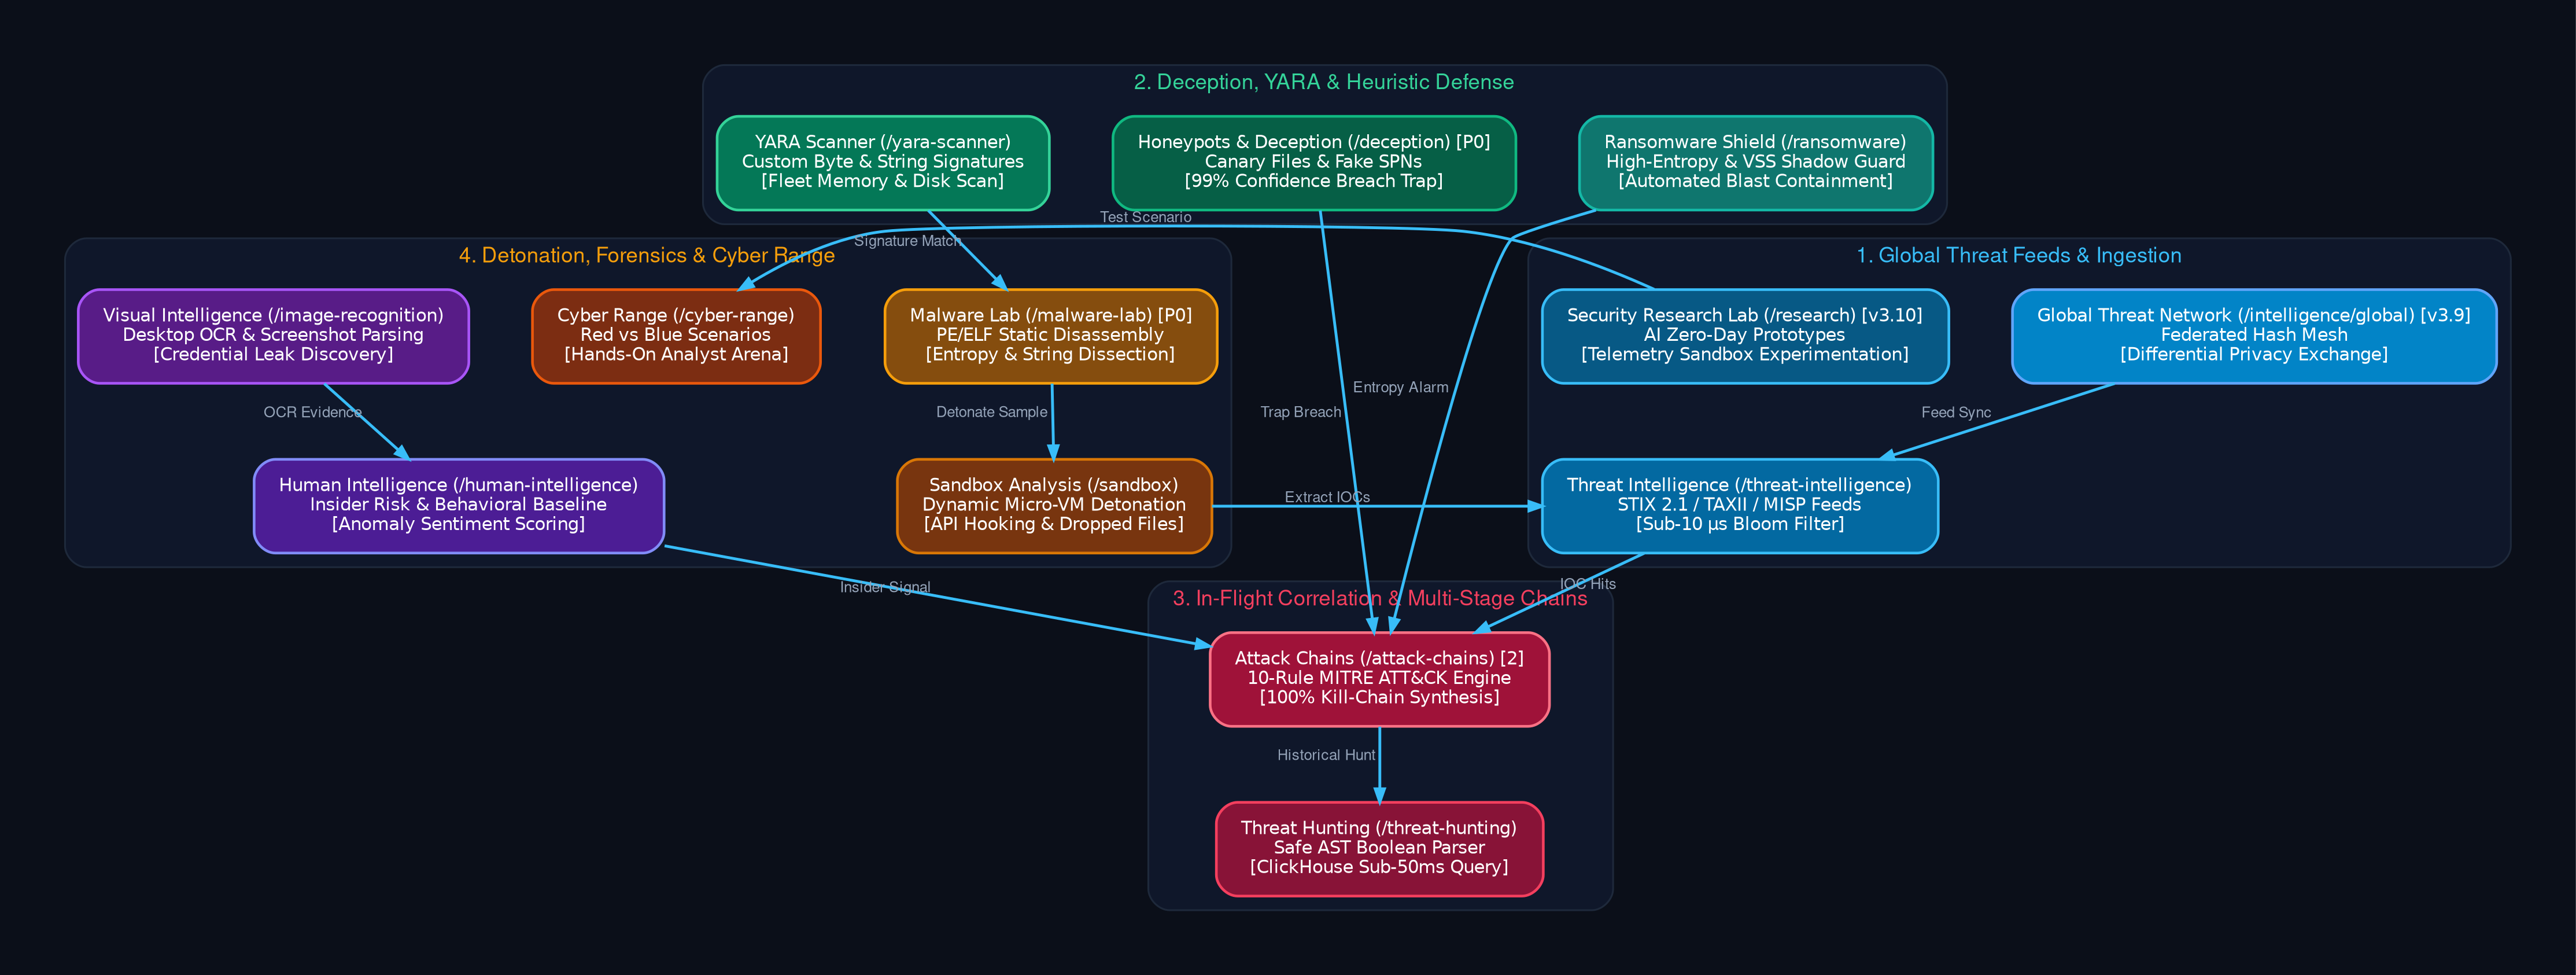 2. Deception, YARA & Heuristic Defense
YARA Scanner (/yara-scanner)
Custom Byte & String Signatures
[Fleet Memory & Disk Scan]
Honeypots & Deception (/deception) [P0]
Canary Files & Fake SPNs
[99% Confidence Breach Trap]
Ransomware Shield (/ransomware)
High-Entropy & VSS Shadow Guard
[Automated Blast Containment]
Test Scenario
Signature Match
4. Detonation, Forensics & Cyber Range
Visual Intelligence (/image-recognition)
Desktop OCR & Screenshot Parsing
[Credential Leak Discovery]
Cyber Range (/cyber-range)
Red vs Blue Scenarios
[Hands-On Analyst Arena]
Malware Lab (/malware-lab) [P0]
PE/ELF Static Disassembly
[Entropy & String Dissection]
OCR Evidence
Detonate Sample
Human Intelligence (/human-intelligence)
Insider Risk & Behavioral Baseline
[Anomaly Sentiment Scoring]
Sandbox Analysis (/sandbox)
Dynamic Micro-VM Detonation
[API Hooking & Dropped Files]
Trap Breach
Entropy Alarm
Extract IOCs
1. Global Threat Feeds & Ingestion
Security Research Lab (/research) [v3.10]
AI Zero-Day Prototypes
[Telemetry Sandbox Experimentation]
Global Threat Network (/intelligence/global) [v3.9]
Federated Hash Mesh
[Differential Privacy Exchange]
Feed Sync
Threat Intelligence (/threat-intelligence)
STIX 2.1 / TAXII / MISP Feeds
[Sub-10 µs Bloom Filter]
Insider Signal
IOC Hits
3. In-Flight Correlation & Multi-Stage Chains
Attack Chains (/attack-chains) [2]
10-Rule MITRE ATT&CK Engine
[100% Kill-Chain Synthesis]
Historical Hunt
Threat Hunting (/threat-hunting)
Safe AST Boolean Parser
[ClickHouse Sub-50ms Query]